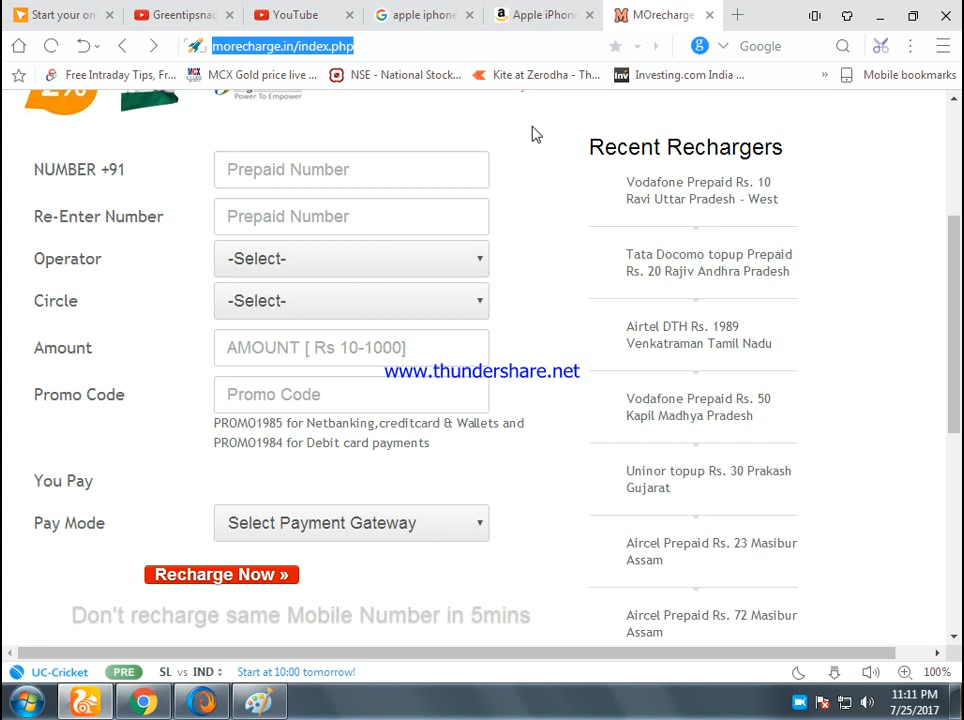 Start your on
Greentipsnac
YouTube
apple iphone
Apple iPhon
MOrecharge
morecharge.in/index.php
Google
Free Intraday Tips, Fr...
MCX Gold price live ...
NSE - National Stock...
Kite at Zerodha - Th...
Investing.com India ...
»
Mobile bookmarks
2%
Power To Empower
NUMBER +91
Prepaid Number
Re-Enter Number
Prepaid Number
Operator
-Select-
Circle
-Select-
Amount
AMOUNT [ Rs 10-1000]
www.thundershare.net
Promo Code
Promo Code
PROMO1985 for Netbanking,creditcard & Wallets and
PROMO1984 for Debit card payments
You Pay
Pay Mode
Select Payment Gateway
Recharge Now »
Don't recharge same Mobile Number in 5mins
Recent Rechargers
Vodafone Prepaid Rs. 10
Ravi Uttar Pradesh - West
Tata Docomo topup Prepaid
Rs. 20 Rajiv Andhra Pradesh
Airtel DTH Rs. 1989
Venkatraman Tamil Nadu
Vodafone Prepaid Rs. 50
Kapil Madhya Pradesh
Uninor topup Rs. 30 Prakash
Gujarat
Aircel Prepaid Rs. 23 Masibur
Assam
Aircel Prepaid Rs. 72 Masibur
Assam
UC-Cricket
PRE
SL vs IND
Start at 10:00 tomorrow!
100%
11:11 PM
7/25/2017